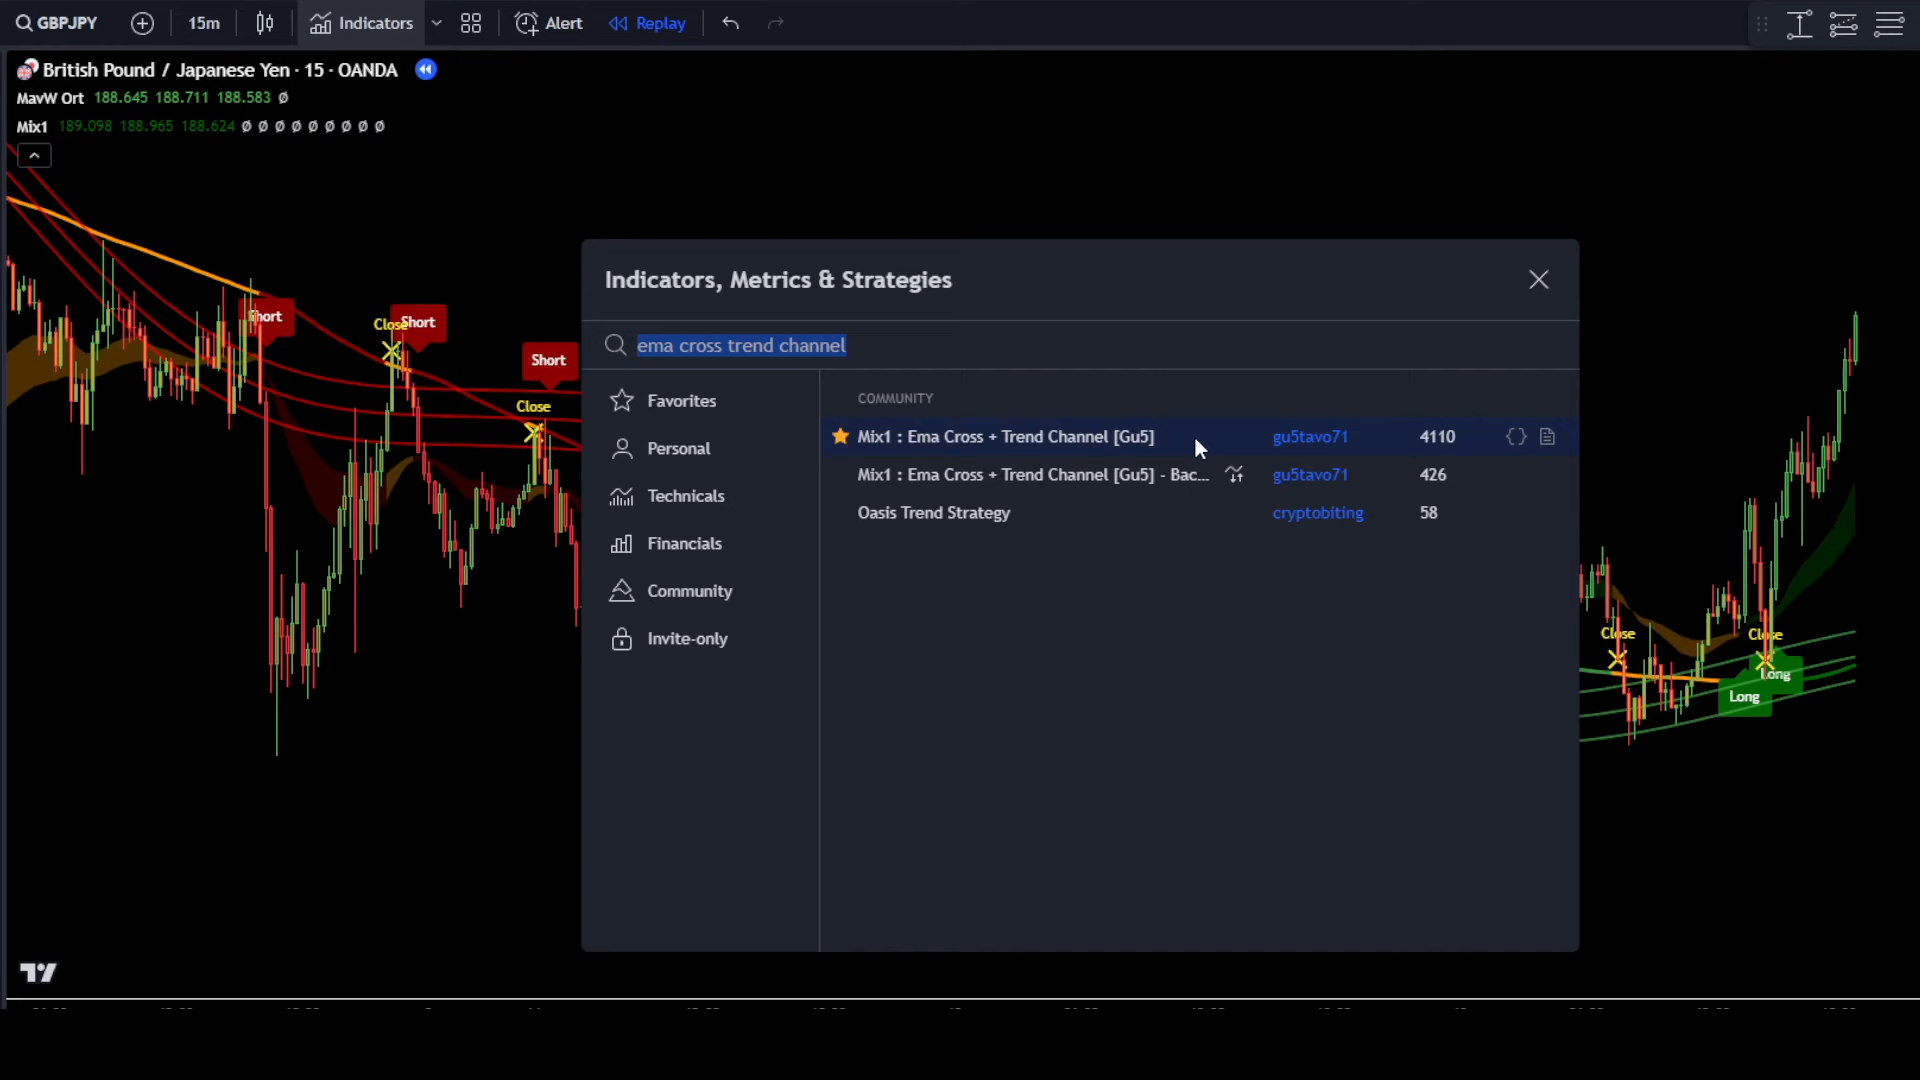 GBPJPY 15m Indicators Alert Replay
British Pound / Japanese Yen · 15 · OANDA
MavW Ort 188.645 188.711 188.583 Ø
Mix1 189.098 188.965 188.624 Ø Ø Ø Ø Ø Ø Ø Ø Ø
Short
Close
Short
Short
Close
Indicators, Metrics & Strategies
ema cross trend channel
Favorites
Personal
Technicals
Financials
Community
Invite-only
COMMUNITY
Mix1 : Ema Cross + Trend Channel [Gu5] gu5tavo71 4110
Mix1 : Ema Cross + Trend Channel [Gu5] - Bac... gu5tavo71 426
Oasis Trend Strategy cryptobiting 58
Close
Close
Long
Long